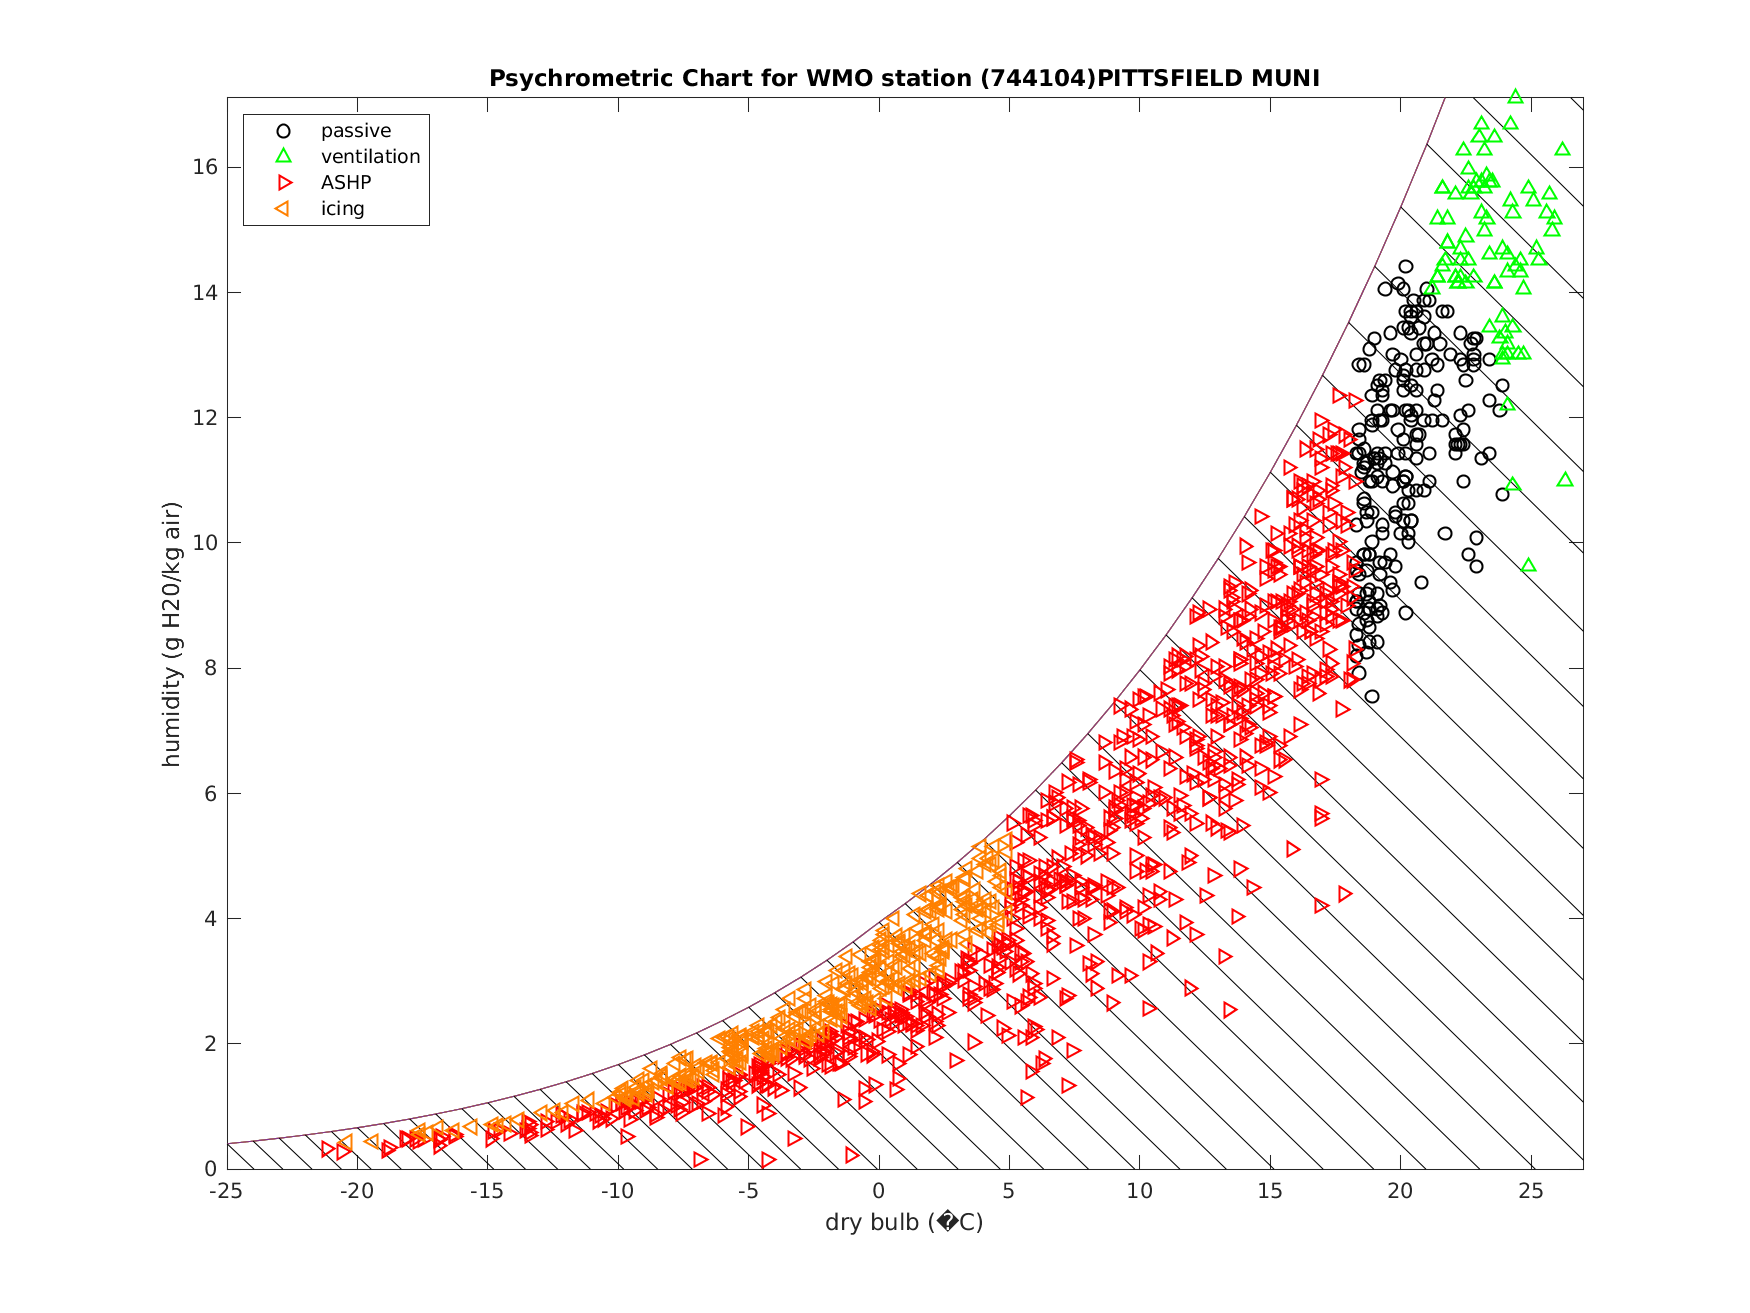 Psychrometric Chart for WMO station (744104)PITTSFIELD MUNI
passive
ventilation
ASHP
icing
humidity (g H20/kg air)
16
14
12
10
8
6
4
2
0
-25 -20 -15 -10 -5 0 5 10 15 20 25
dry bulb (�C)